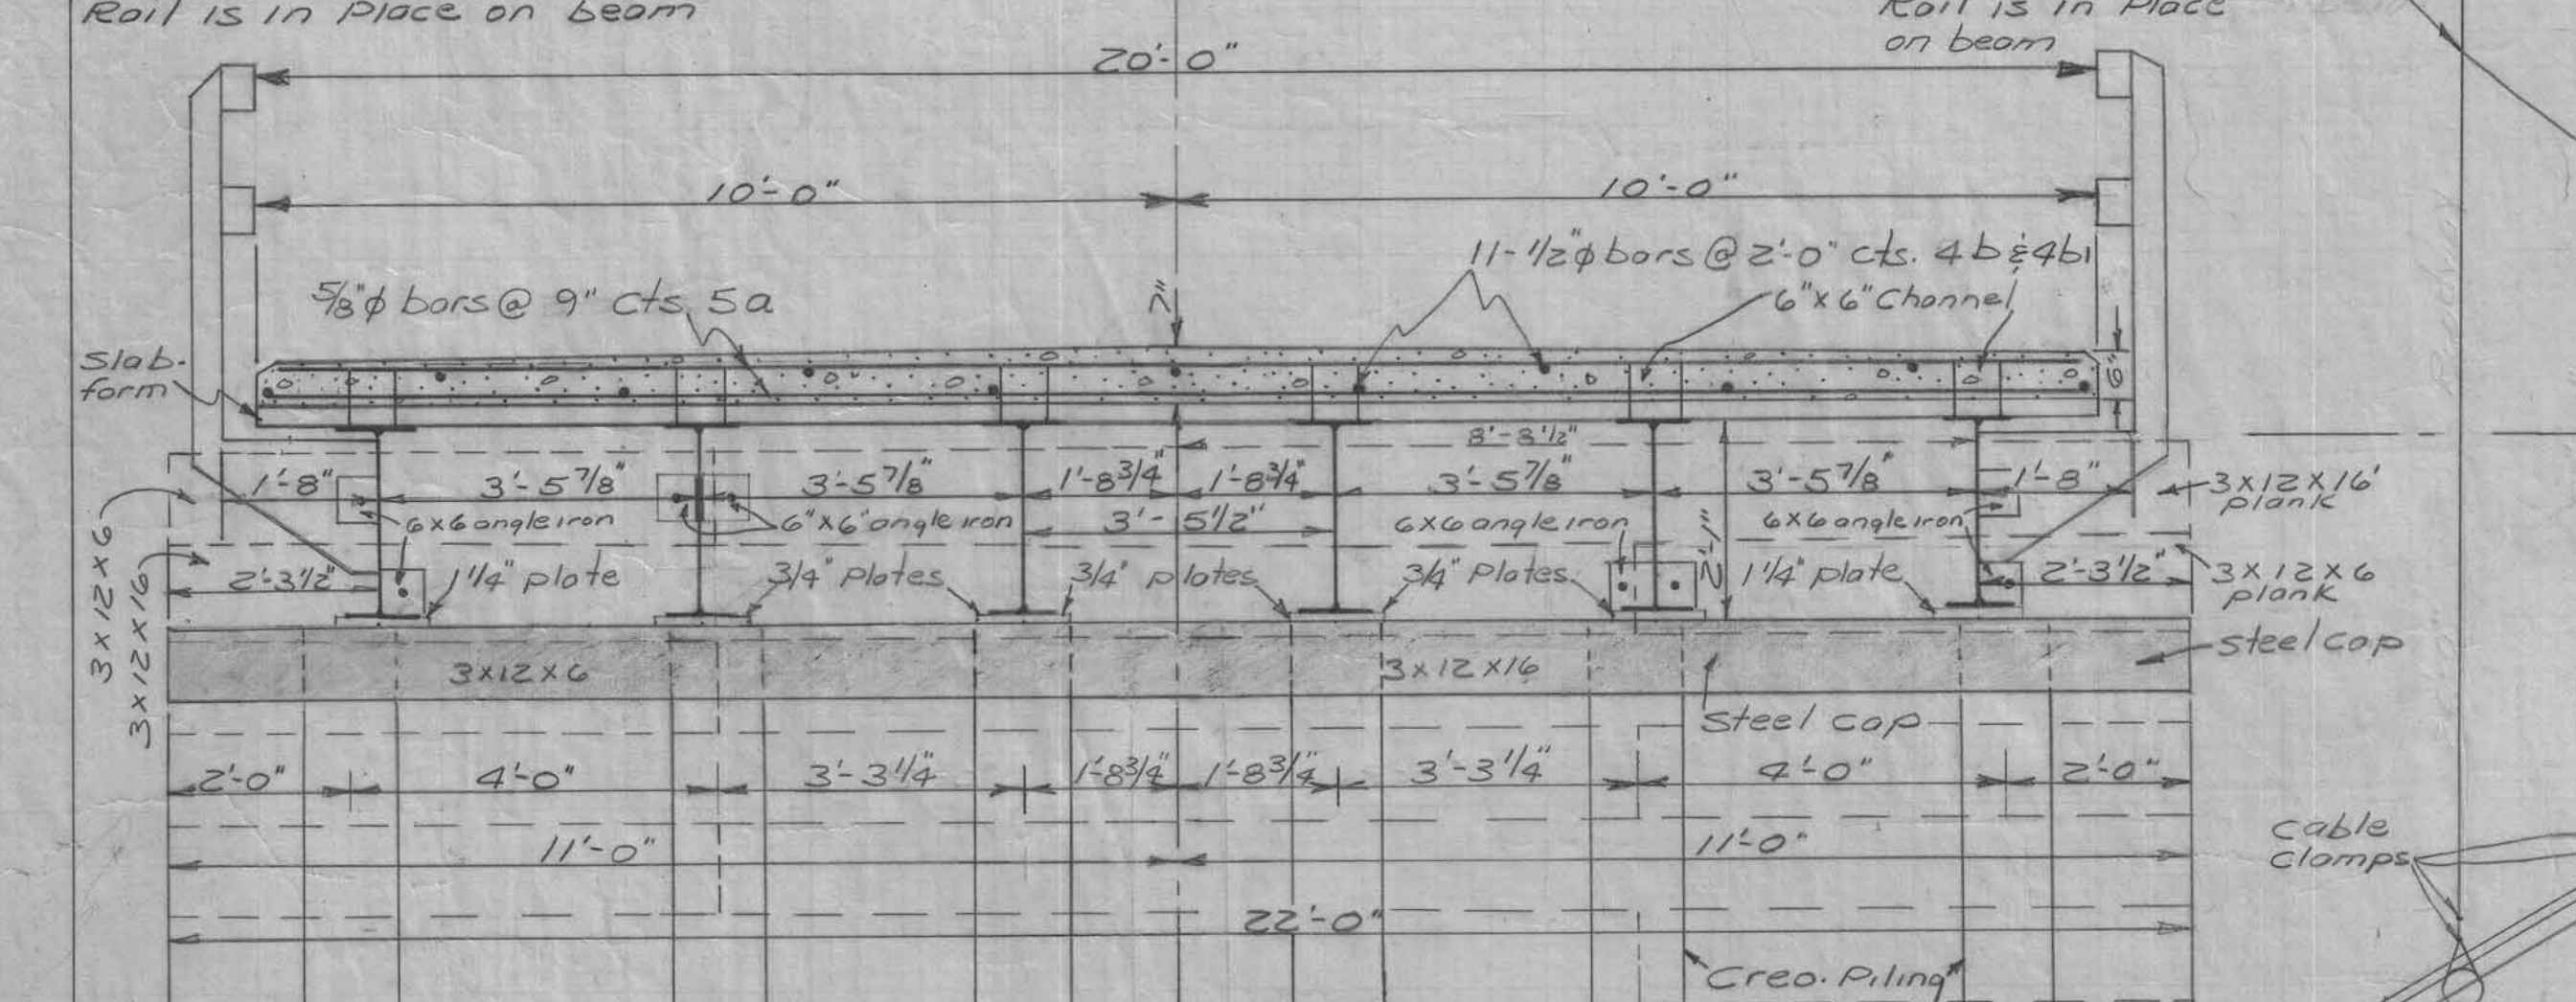 Rail is in Place on beam
Rail is in Place
on beam
20'-0"
10'-0"
10'-0"
11-1/2"ϕ bars @ 2'-0" cts. 4b & 4b1
5/8"ϕ bars @ 9" cts. 5a
7"
6"x6" Channel
Slab-
form
6"
8'-8 1/2"
1'-8"
3'-5 7/8"
3'-5 7/8"
1'-8 3/4"
1'-8 3/4"
3'-5 7/8"
3'-5 7/8"
1'-8"
3x12x16'
plank
6x6 angle iron
6"x6" angle iron
3'-5 1/2"
6x6 angle iron
2'-1"
6x6 angle iron
3x12x6
3x12x16
2'-3 1/2"
1 1/4" plate
3/4" Plates
3/4" plates
3/4" Plates
1 1/4" plate
2'-3 1/2"
3x12x6
plank
3x12x6
3x12x16
Steel cap
Steel cap
2'-0"
4'-0"
3'-3 1/4"
1'-8 3/4"
1'-8 3/4"
3'-3 1/4"
4'-0"
2'-0"
11'-0"
11'-0"
Cable
Clamps
22'-0"
Creo. Piling